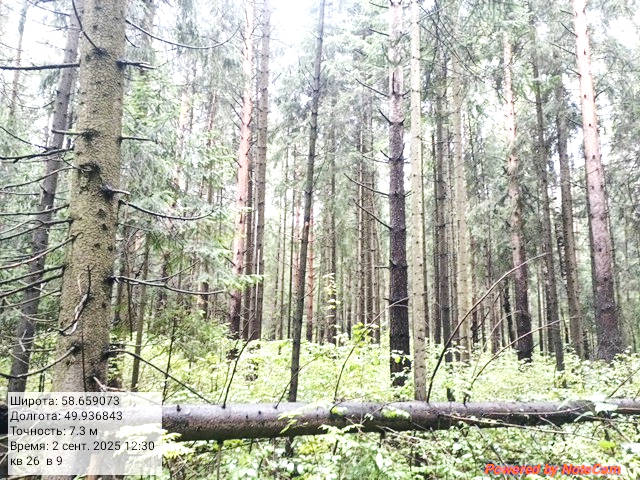 Широта: 58.659073
Долгота: 49.936843
Точность: 7.3 м
Время: 2 сент. 2025 12:30
кв 26 в 9
Powered by NoteCam